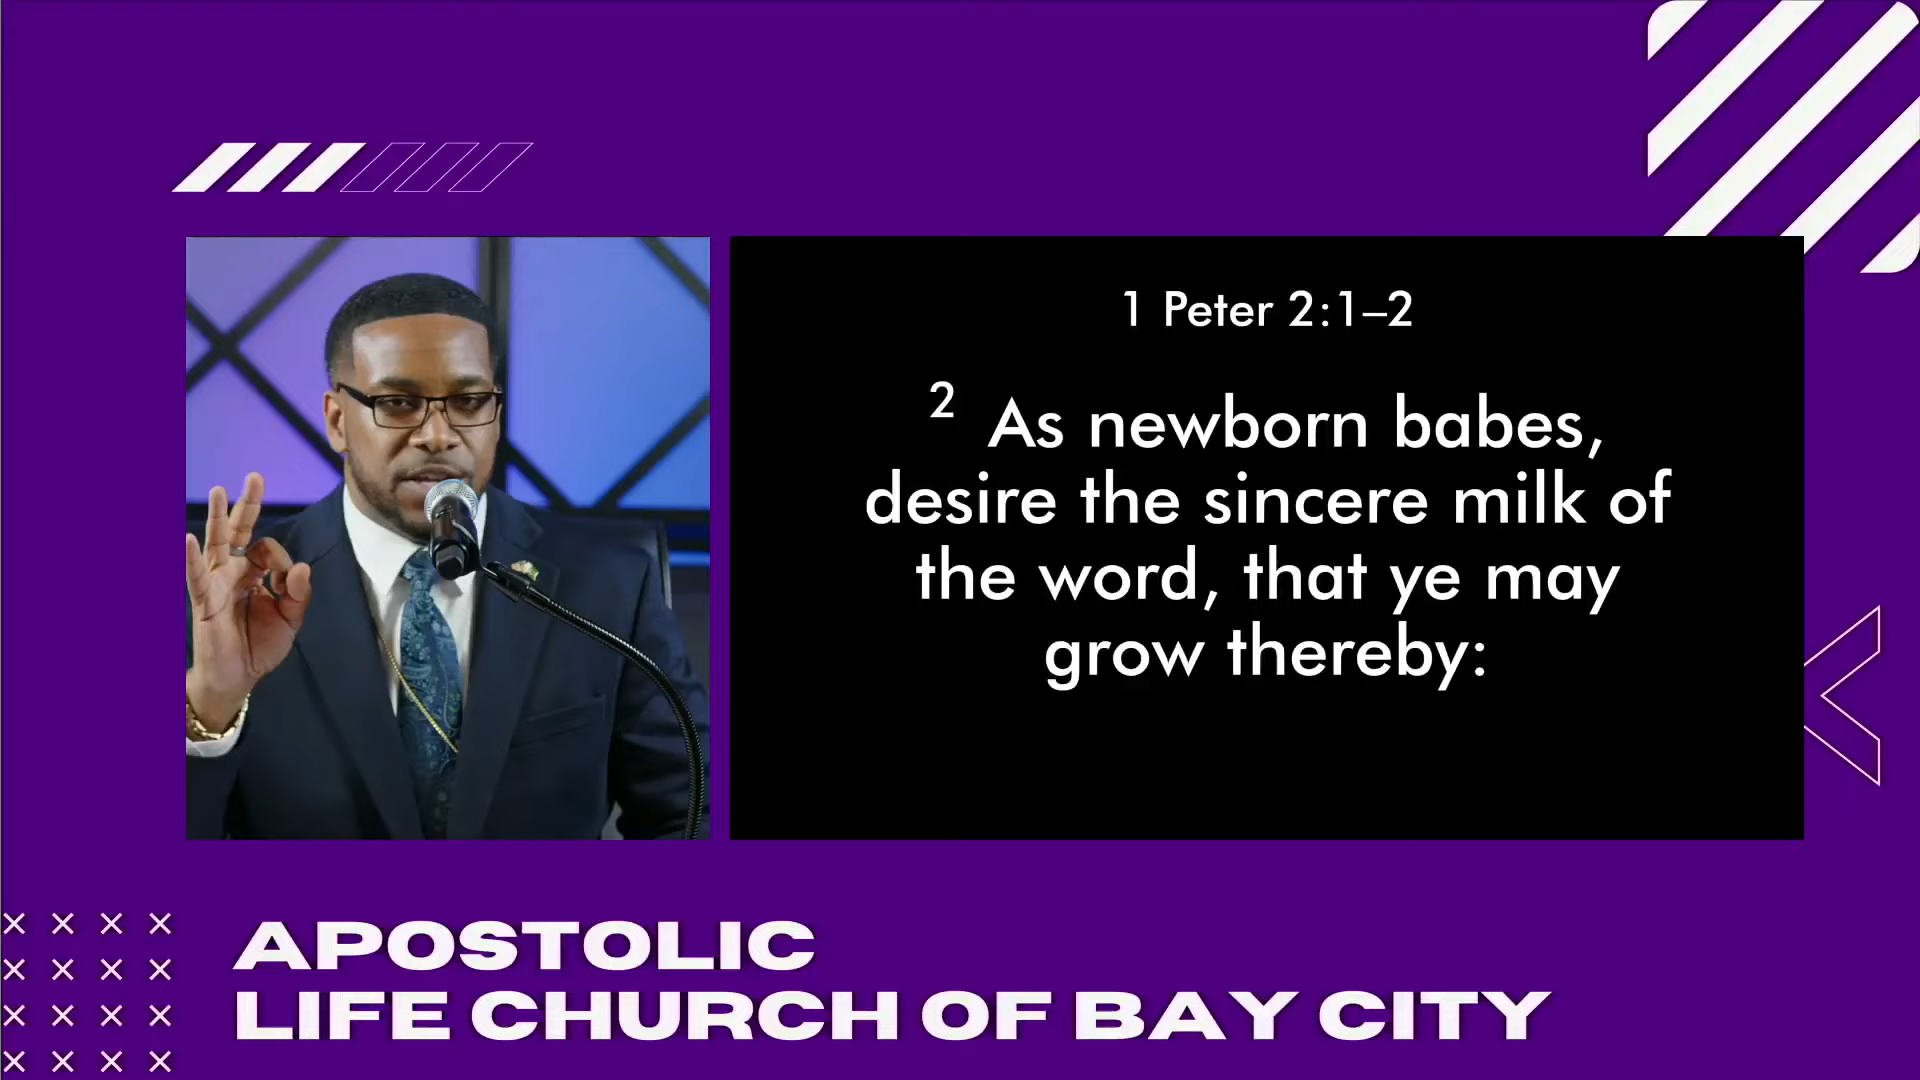 1 Peter 2:1–2
2 As newborn babes,
desire the sincere milk of
the word, that ye may
grow thereby:
APOSTOLIC
LIFE CHURCH OF BAY CITY